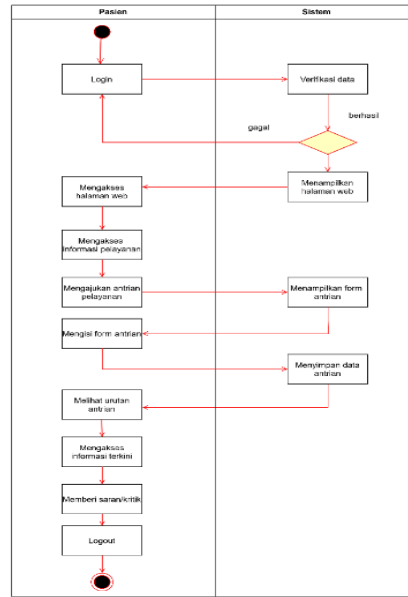 Pasien
Sistem
Login
Verifikasi data
gagal
berhasil
Mengakses
halaman web
Menampilkan
halaman web
Mengakses
informasi pelayanan
Mengajukan antrian
pelayanan
Menampilkan form
antrian
Mengisi form antrian
Menyimpan data
antrian
Melihat urutan
antrian
Mengakses
informasi terkini
Memberi saran/kritik
Logout